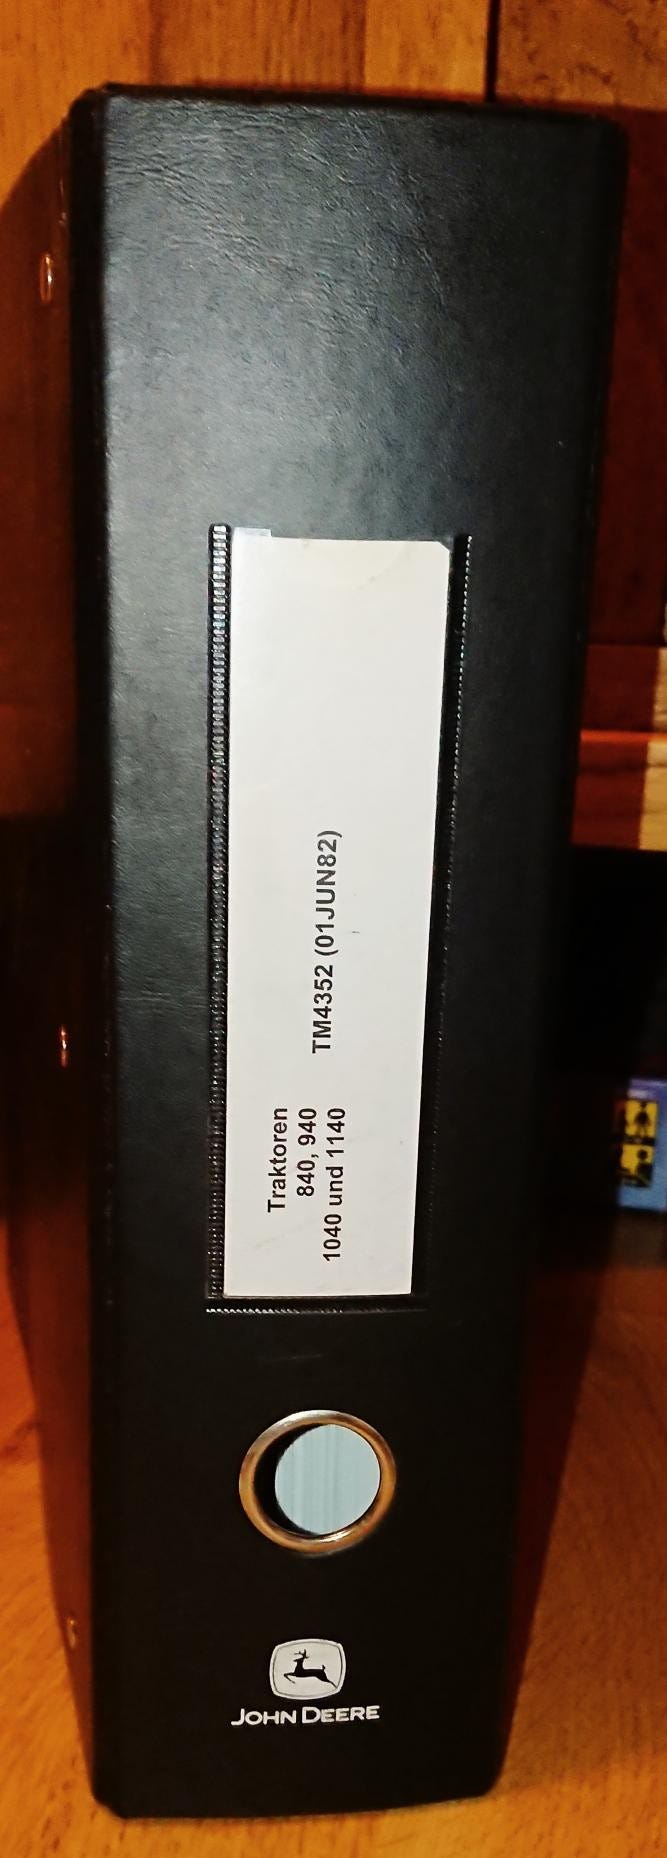 Traktoren
840, 940
1040 und 1140
TM4352 (01JUN82)
JOHN DEERE